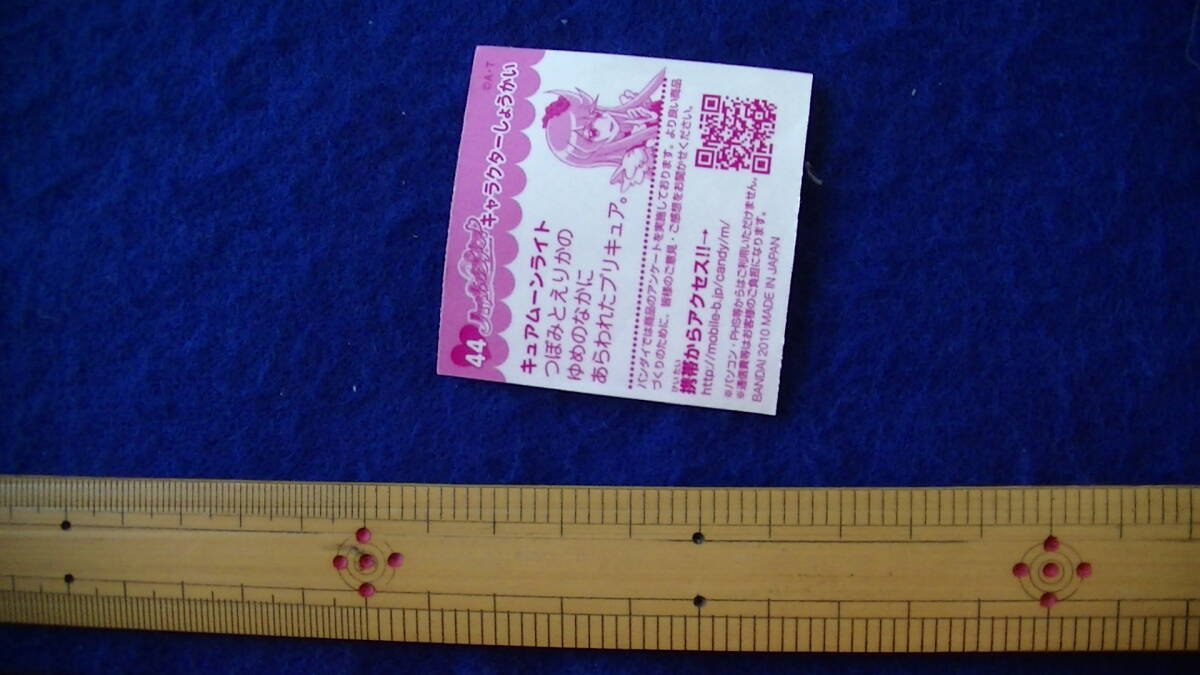 44 キャラクターしょうかい
©A・T
キュアムーンライト
つぼみとえりかの
ゆめのなかに
あらわれたプリキュア。
バンダイでは商品のアンケートを実施しております。より良い商品
づくりのために、皆様のご意見・ご感想をお聞かせください。
けいたい
携帯からアクセス!!→
http://mobile-b.jp/candy/m/
※パソコン・PHS等からはご利用いただけません。
※通信費等はお客様のご負担になります。
BANDAI 2010 MADE IN JAPAN